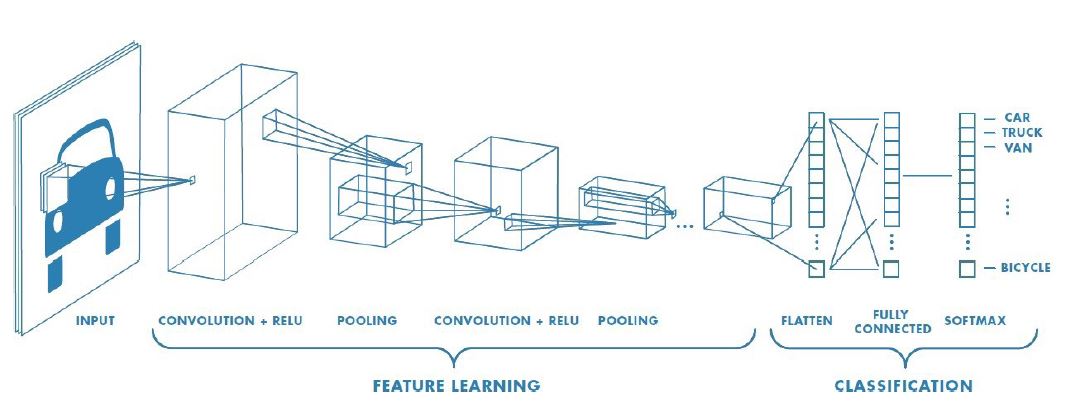 CAR
TRUCK
VAN
BICYCLE
INPUT
CONVOLUTION + RELU
POOLING
CONVOLUTION + RELU
POOLING
FLATTEN
FULLY
CONNECTED
SOFTMAX
FEATURE LEARNING
CLASSIFICATION